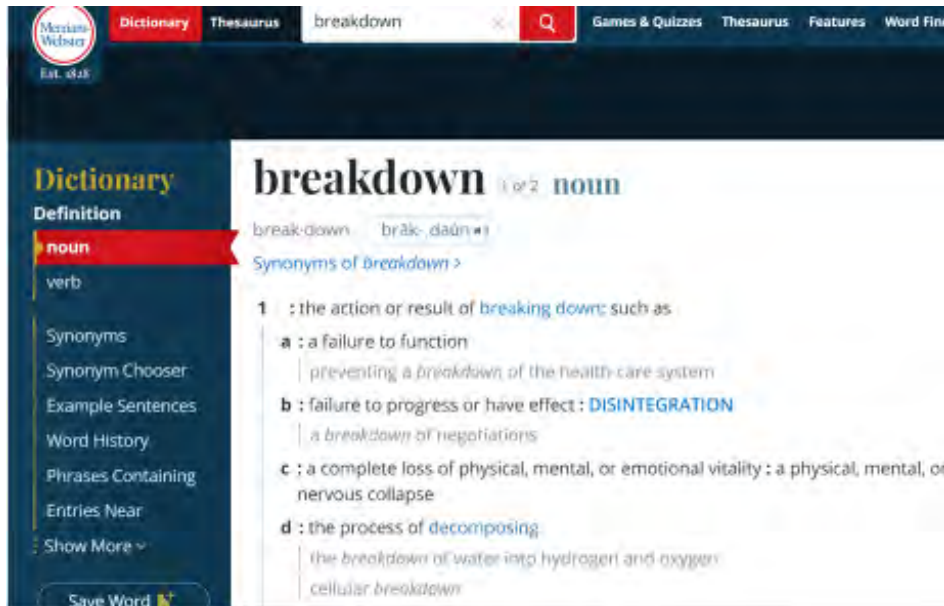 Merriam-
Webster
Est. 1828
Dictionary Thesaurus breakdown × Games & Quizzes Thesaurus Features Word Fin
Dictionary
Definition
noun
verb
Synonyms
Synonym Chooser
Example Sentences
Word History
Phrases Containing
Entries Near
Show More
Save Word
breakdown 1 of 2 noun
break·down ˈbrāk-ˌdau̇n
Synonyms of breakdown >
1 : the action or result of breaking down: such as
a : a failure to function
preventing a breakdown of the health-care system
b : failure to progress or have effect : DISINTEGRATION
a breakdown of negotiations
c : a complete loss of physical, mental, or emotional vitality : a physical, mental, or
nervous collapse
d : the process of decomposing
the breakdown of water into hydrogen and oxygen
cellular breakdown